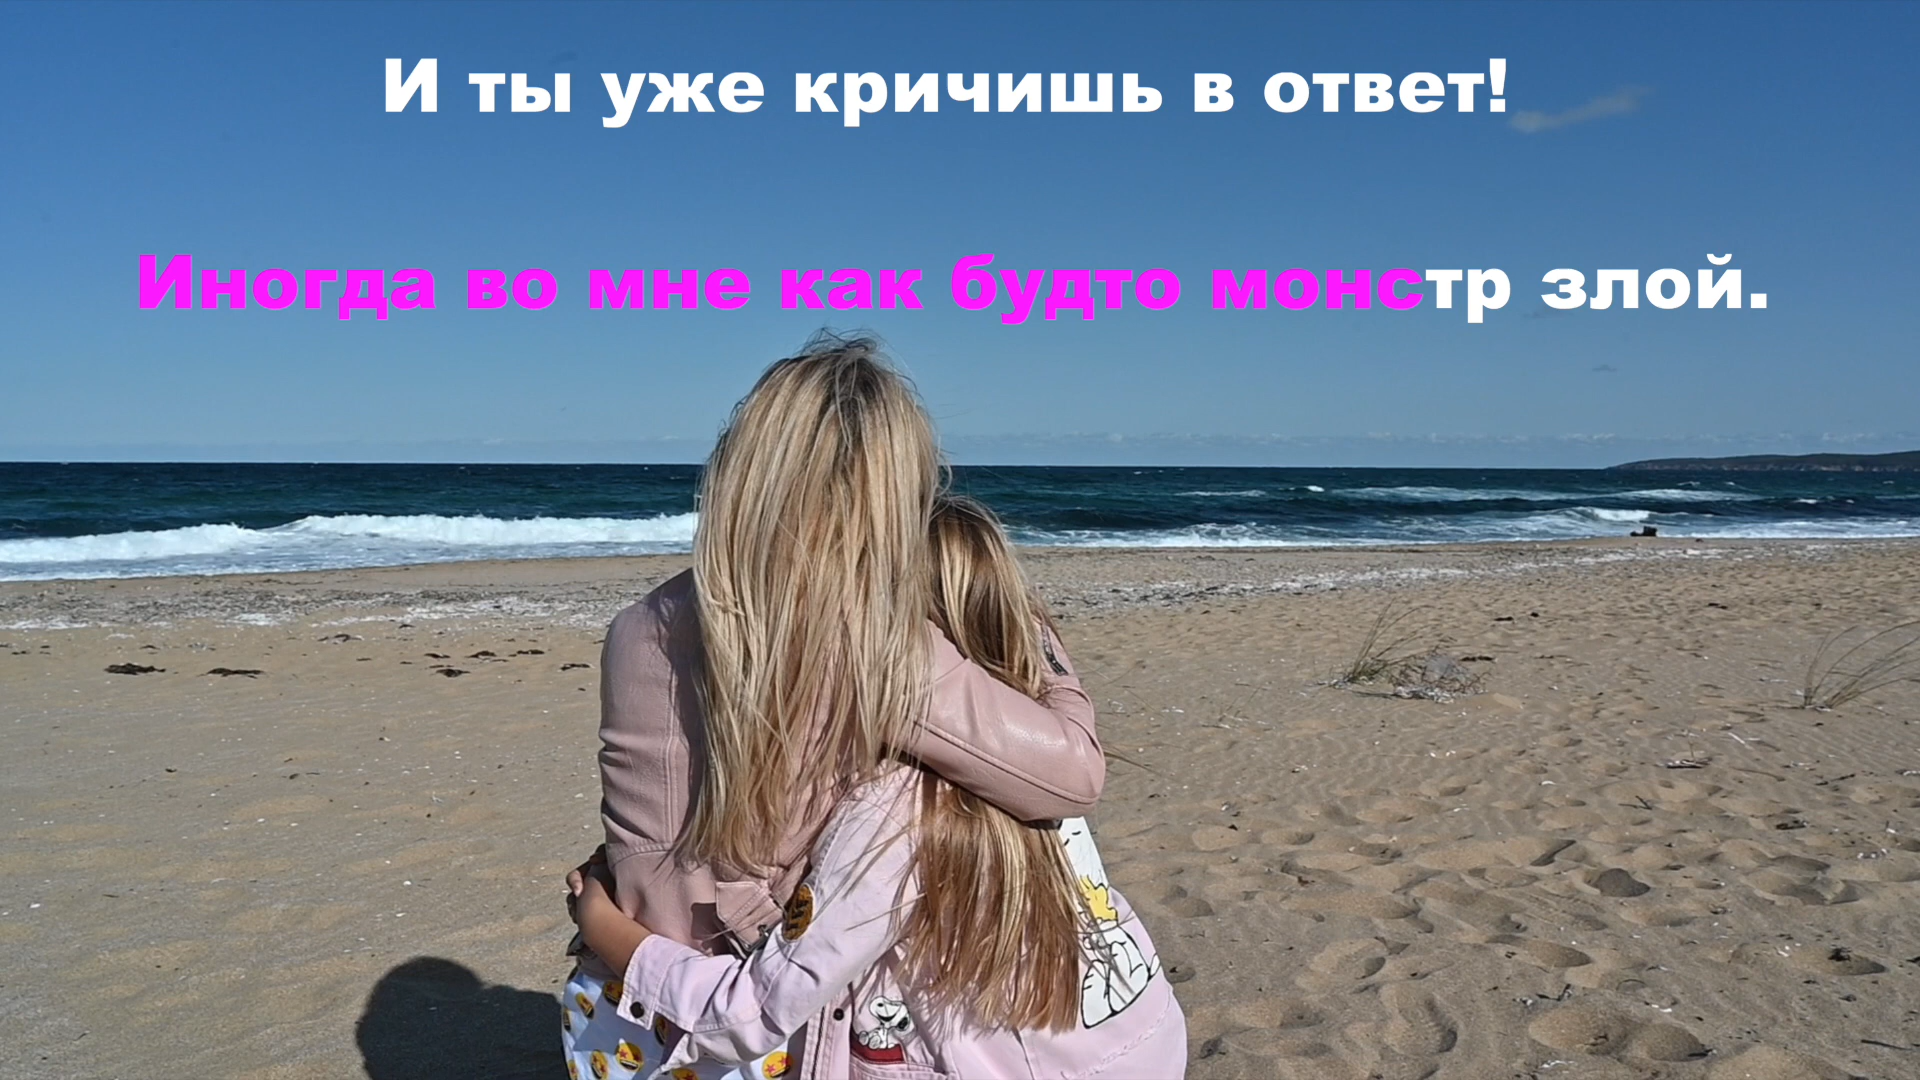 И ты уже кричишь в ответ!
Иногда во мне как будто монстр злой.